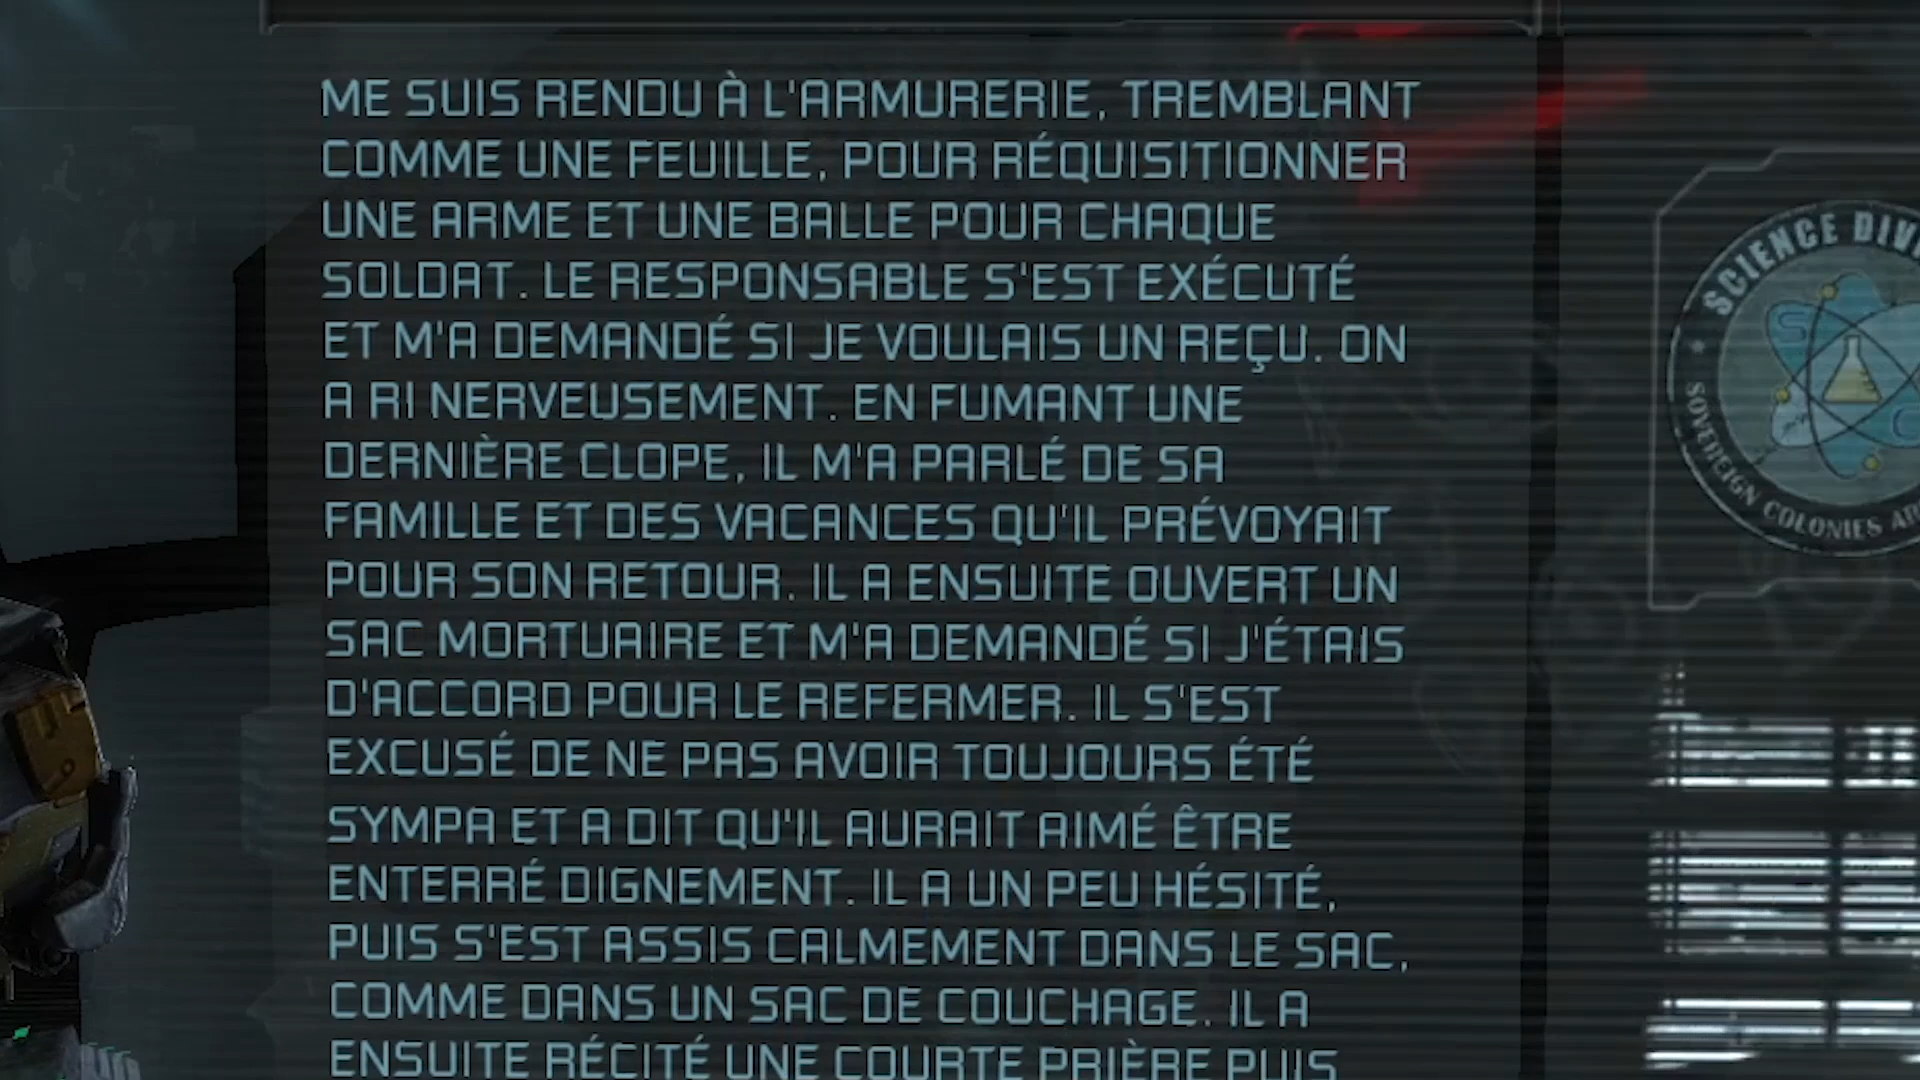 ME SUIS RENDU À L'ARMURERIE, TREMBLANT
COMME UNE FEUILLE, POUR RÉQUISITIONNER
UNE ARME ET UNE BALLE POUR CHAQUE
SOLDAT. LE RESPONSABLE S'EST EXÉCUTÉ
ET M'A DEMANDÉ SI JE VOULAIS UN REÇU. ON
A RI NERVEUSEMENT. EN FUMANT UNE
DERNIÈRE CLOPE, IL M'A PARLÉ DE SA
FAMILLE ET DES VACANCES QU'IL PRÉVOYAIT
POUR SON RETOUR. IL A ENSUITE OUVERT UN
SAC MORTUAIRE ET M'A DEMANDÉ SI J'ÉTAIS
D'ACCORD POUR LE REFERMER. IL S'EST
EXCUSÉ DE NE PAS AVOIR TOUJOURS ÉTÉ
SYMPA ET A DIT QU'IL AURAIT AIMÉ ÊTRE
ENTERRÉ DIGNEMENT. IL A UN PEU HÉSITÉ,
PUIS S'EST ASSIS CALMEMENT DANS LE SAC,
COMME DANS UN SAC DE COUCHAGE. IL A
ENSUITE RÉCITÉ UNE COURTE PRIÈRE PUIS
SCIENCE DIV
SOVEREIGN COLONIES